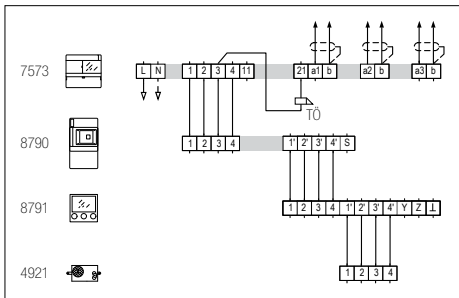 7573 L N 1 2 3 4 11 21 a1 b a2 b a3 b
TÖ
8790 1 2 3 4 1' 2' 3' 4' S
8791 1 2 3 4 1' 2' 3' 4' Y Z ⊥
4921 1 2 3 4